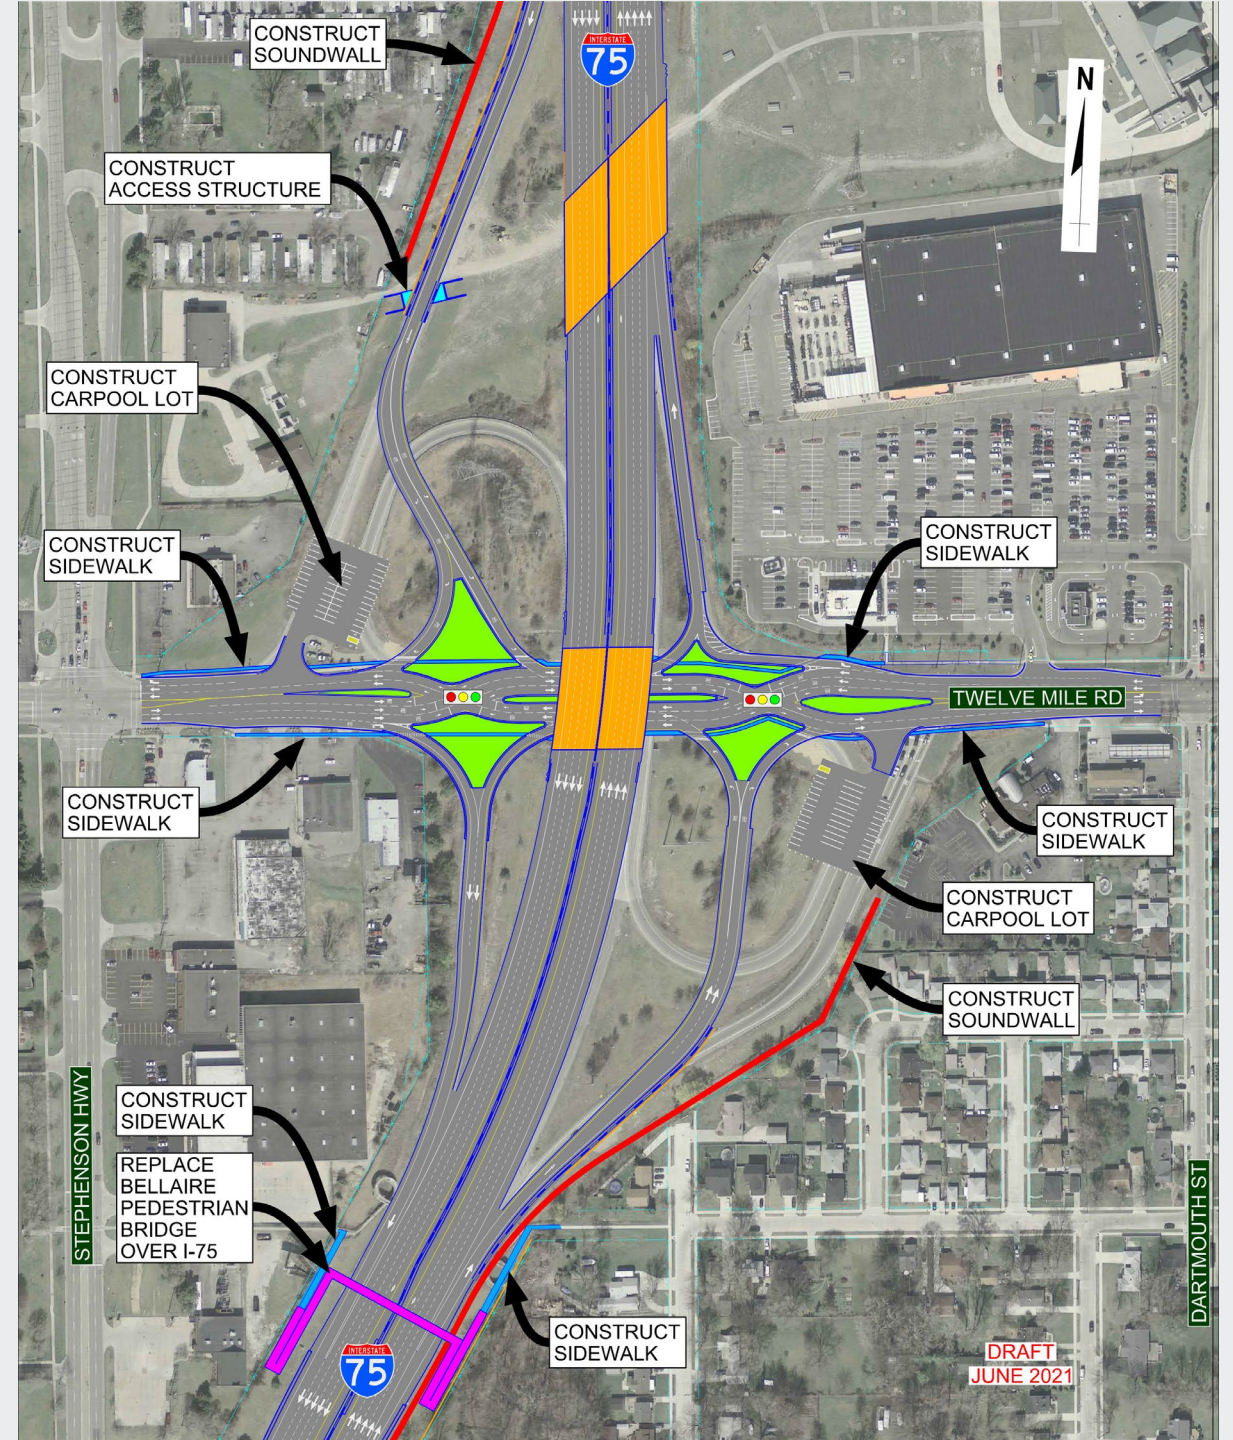 CONSTRUCT
SOUNDWALL
INTERSTATE
75
N
CONSTRUCT
ACCESS STRUCTURE
CONSTRUCT
CARPOOL LOT
CONSTRUCT
SIDEWALK
CONSTRUCT
SIDEWALK
TWELVE MILE RD
CONSTRUCT
SIDEWALK
CONSTRUCT
SIDEWALK
CONSTRUCT
CARPOOL LOT
CONSTRUCT
SOUNDWALL
STEPHENSON HWY
CONSTRUCT
SIDEWALK
REPLACE
BELLAIRE
PEDESTRIAN
BRIDGE
OVER I-75
DARTMOUTH ST
CONSTRUCT
SIDEWALK
INTERSTATE
75
DRAFT
JUNE 2021